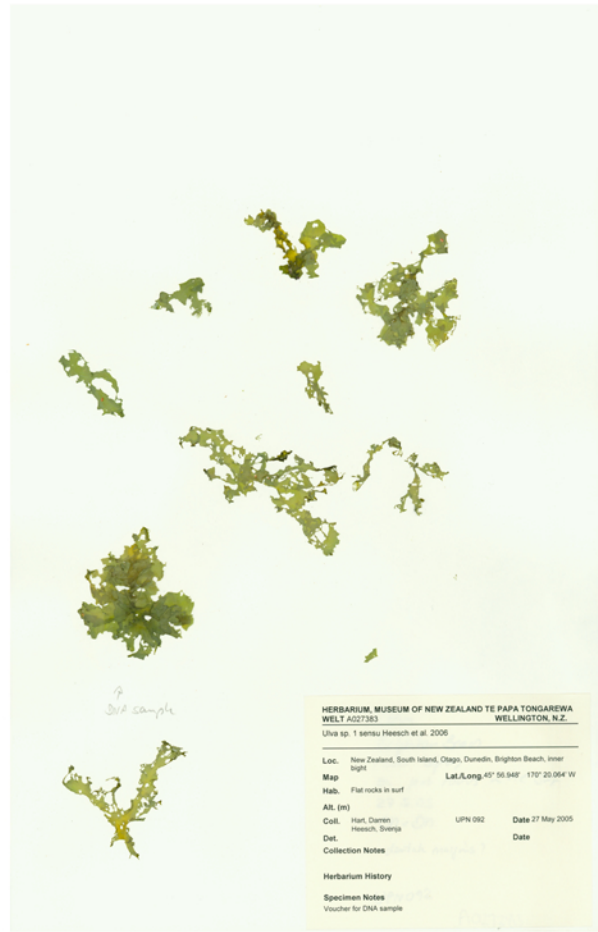 ↑
DNA sample
HERBARIUM, MUSEUM OF NEW ZEALAND TE PAPA TONGAREWA
WELT A027383 WELLINGTON, N.Z.
Ulva sp. 1 sensu Heesch et al. 2006
Loc. New Zealand, South Island, Otago, Dunedin, Brighton Beach, inner
bight
Map Lat./Long. 45° 56.948' 170° 20.064' W
Hab. Flat rocks in surf
Alt. (m)
Coll. Hart, Darren UPN 092 Date 27 May 2005
Heesch, Svenja
Det. Date
Collection Notes
Herbarium History
Specimen Notes
Voucher for DNA sample